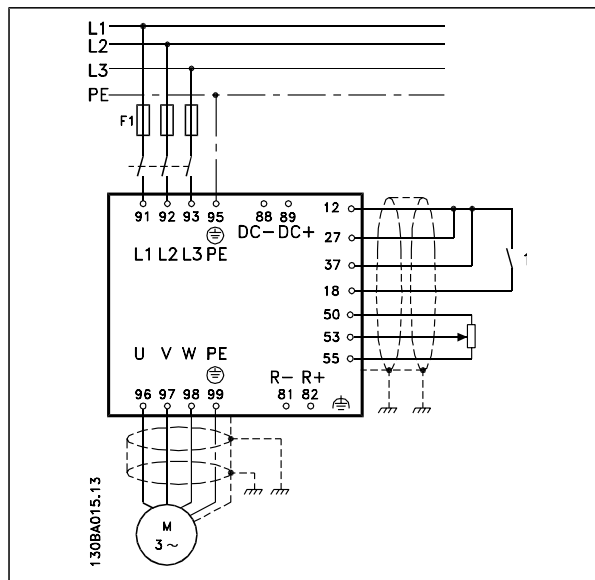 L1
L2
L3
PE
F1
91 92 93 95 88 89
DC- DC+
L1 L2 L3 PE
12
27
37
18
50
53
55
1
U V W PE
R- R+
96 97 98 99 81 82
M
3~
130BA015.13